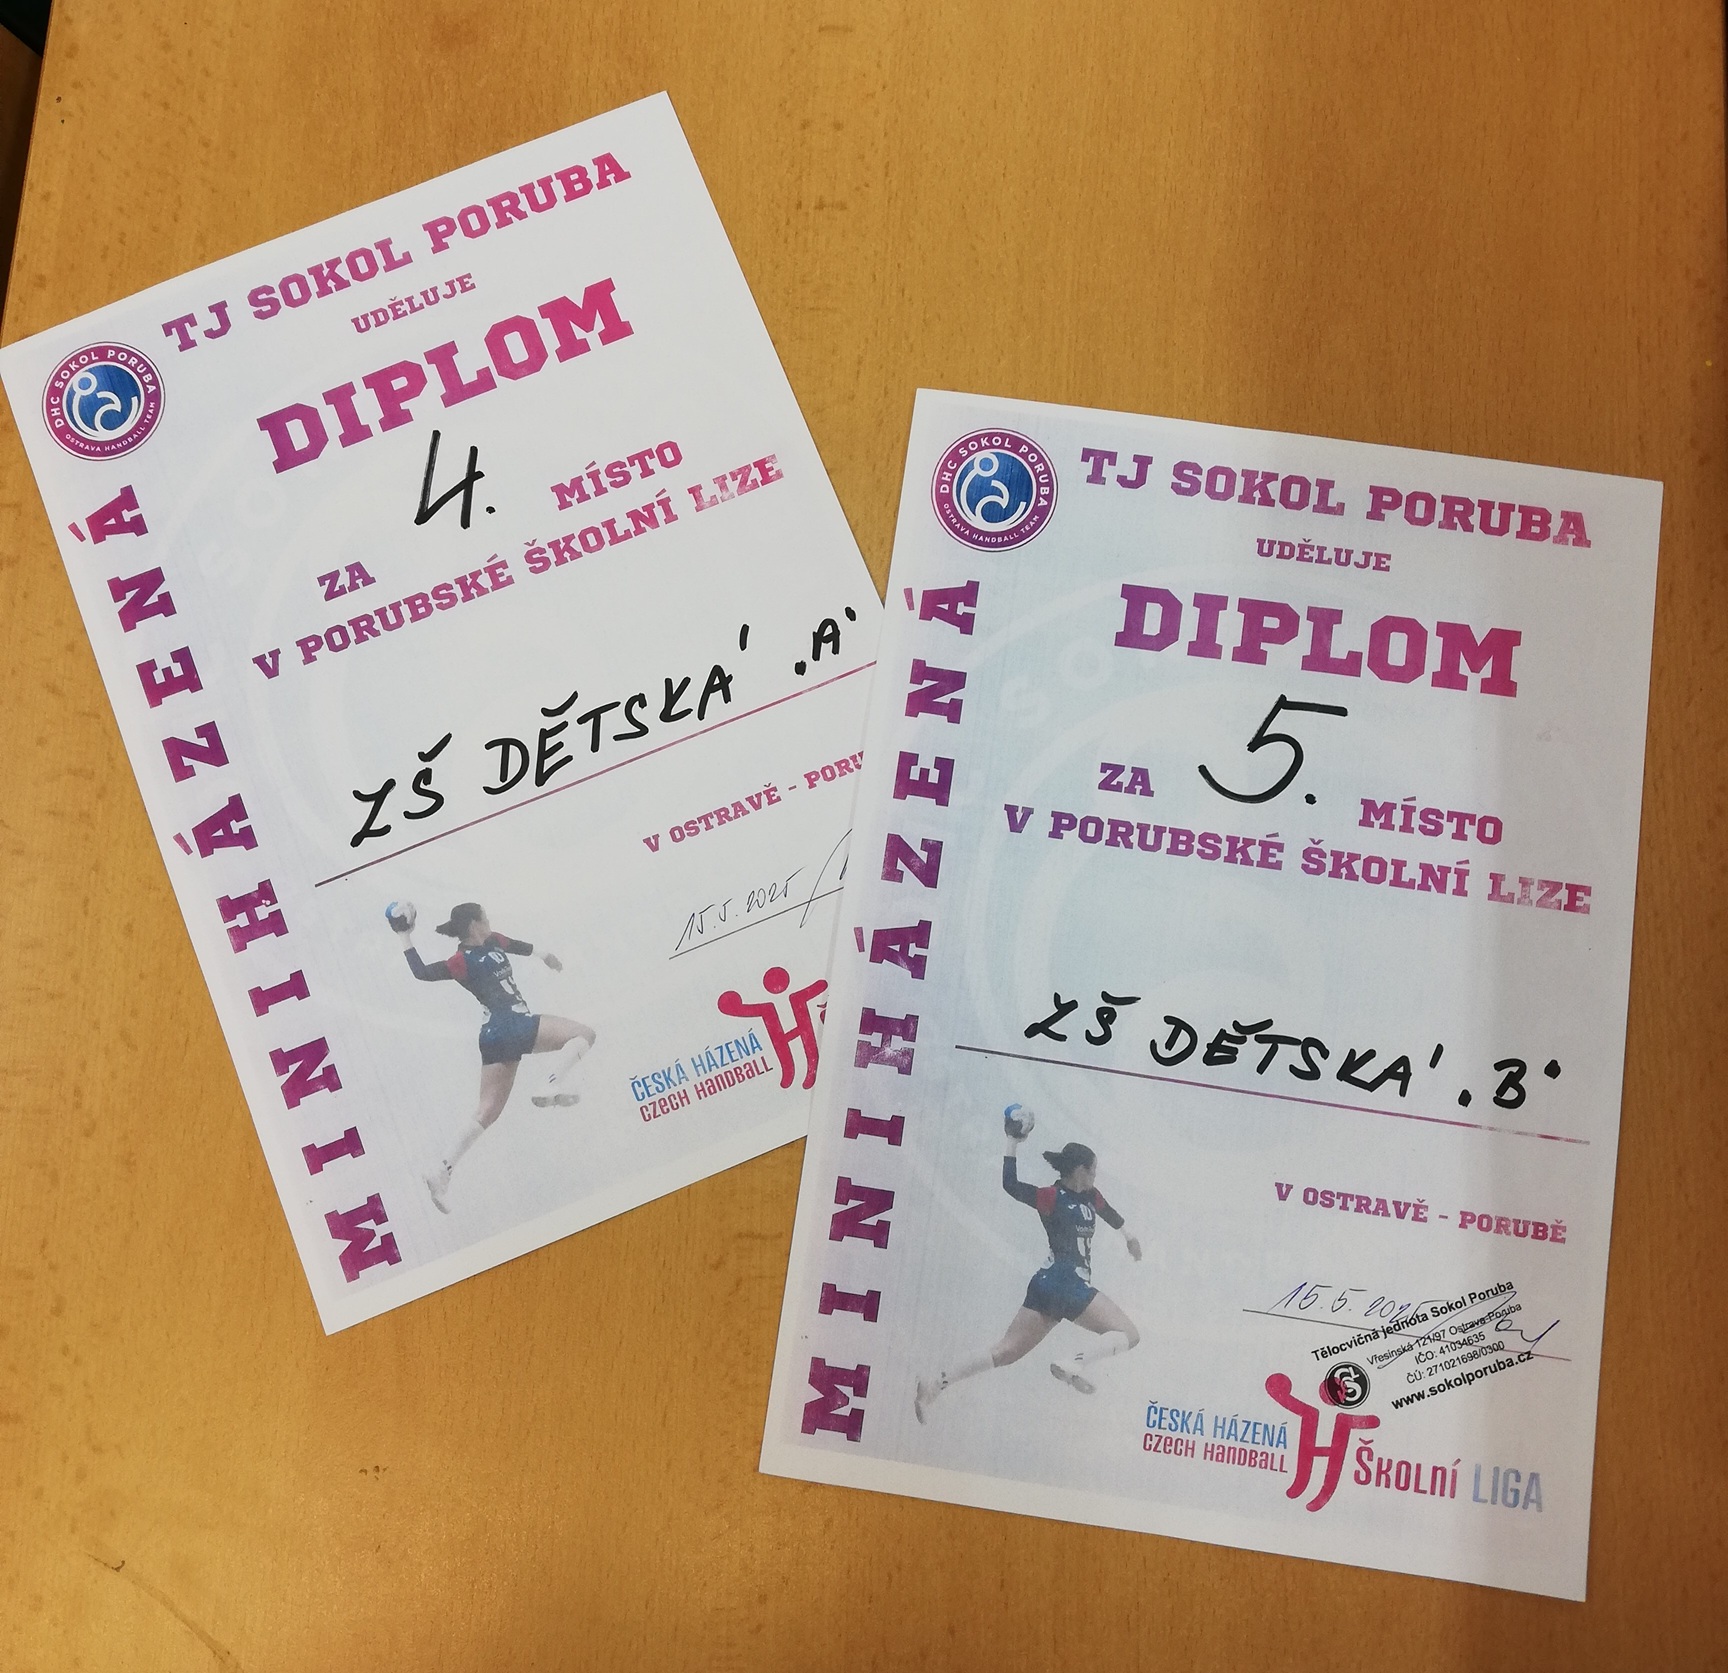 TJ SOKOL PORUBA
UDĚLUJE
DIPLOM
4.
ZA MÍSTO
V PORUBSKÉ ŠKOLNÍ LIZE
ZŠ DĚTSKÁ "A"
V OSTRAVĚ - PORU
15.5.2025
ČESKÁ HÁZENÁ
CZECH HANDBALL
MINIHÁZENÁ
DHC SOKOL PORUBA
OSTRAVA HANDBALL TEAM
TJ SOKOL PORUBA
UDĚLUJE
DIPLOM
ZA 5. MÍSTO
V PORUBSKÉ ŠKOLNÍ LIZE
ZŠ DĚTSKÁ "B"
V OSTRAVĚ - PORUBĚ
15.5.2025
Tělocvičná jednota Sokol Poruba
Vřesinská 121/97 Ostrava-Poruba
IČO: 41034635
ČÚ: 271021698/0300
www.sokolporuba.cz
ČESKÁ HÁZENÁ
CZECH HANDBALL
ŠKOLNÍ LIGA
MINIHÁZENÁ
DHC SOKOL PORUBA
OSTRAVA HANDBALL TEAM